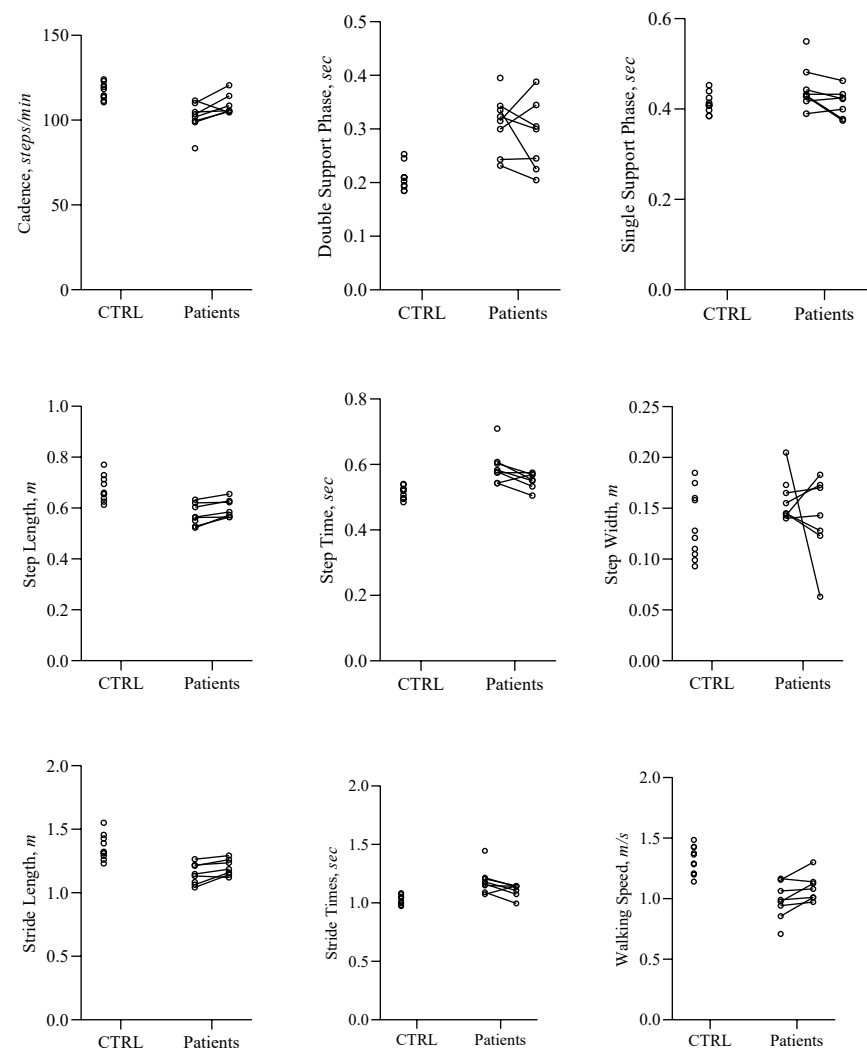 Cadence, steps/min
150
100
50
0
CTRL
Patients
Double Support Phase, sec
0.5
0.4
0.3
0.2
0.1
0.0
CTRL
Patients
Single Support Phase, sec
0.6
0.4
0.2
0.0
CTRL
Patients
Step Length, m
1.0
0.8
0.6
0.4
0.2
0.0
CTRL
Patients
Step Time, sec
0.8
0.6
0.4
0.2
0.0
CTRL
Patients
Step Width, m
0.25
0.20
0.15
0.10
0.05
0.00
CTRL
Patients
Stride Length, m
2.0
1.5
1.0
0.5
0.0
CTRL
Patients
Stride Times, sec
2.0
1.5
1.0
0.5
0.0
CTRL
Patients
Walking Speed, m/s
2.0
1.5
1.0
0.5
0.0
CTRL
Patients